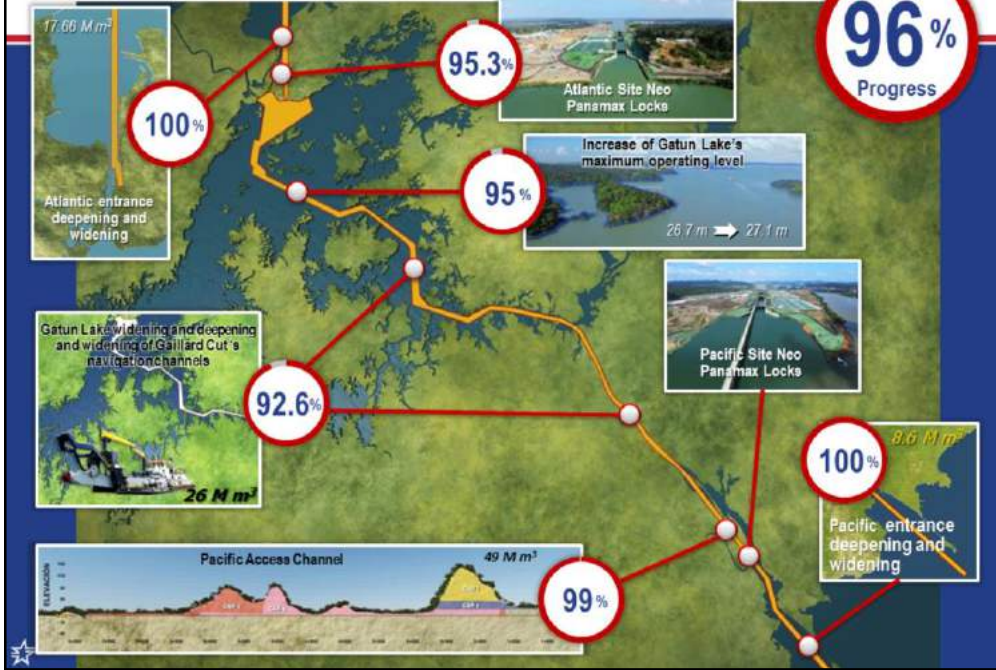 17.66 M m³
Atlantic entrance
deepening and
widening
100%
95.3%
Atlantic Site Neo
Panamax Locks
96%
Progress
Increase of Gatun Lake's
maximum operating level
95%
26.7 m 27.1 m
Gatun Lake widening and deepening
and widening of Gaillard Cut's
navigation channels
92.6%
26 M m³
Pacific Site Neo
Panamax Locks
100%
8.6 M m³
Pacific entrance
deepening and
widening
Pacific Access Channel
49 M m³
ELEVACIÓN
99%